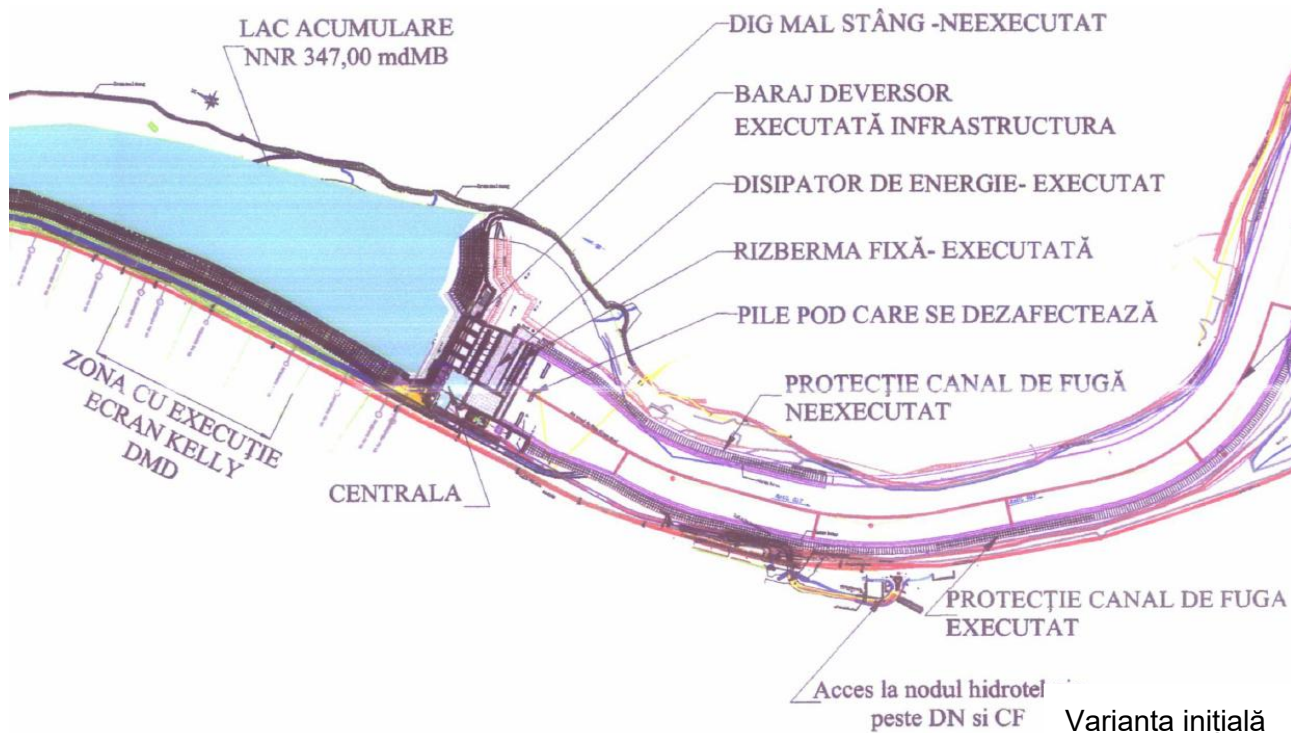 LAC ACUMULARE
NNR 347,00 mdMB
DIG MAL STÂNG -NEEXECUTAT
BARAJ DEVERSOR
EXECUTATĂ INFRASTRUCTURA
DISIPATOR DE ENERGIE- EXECUTAT
RIZBERMA FIXĂ- EXECUTATĂ
PILE POD CARE SE DEZAFECTEAZĂ
PROTECȚIE CANAL DE FUGĂ
NEEXECUTAT
ZONA CU EXECUȚIE
ECRAN KELLY
DMD
CENTRALA
PROTECȚIE CANAL DE FUGA
EXECUTAT
Acces la nodul
peste DN si CF
Varianta inițială